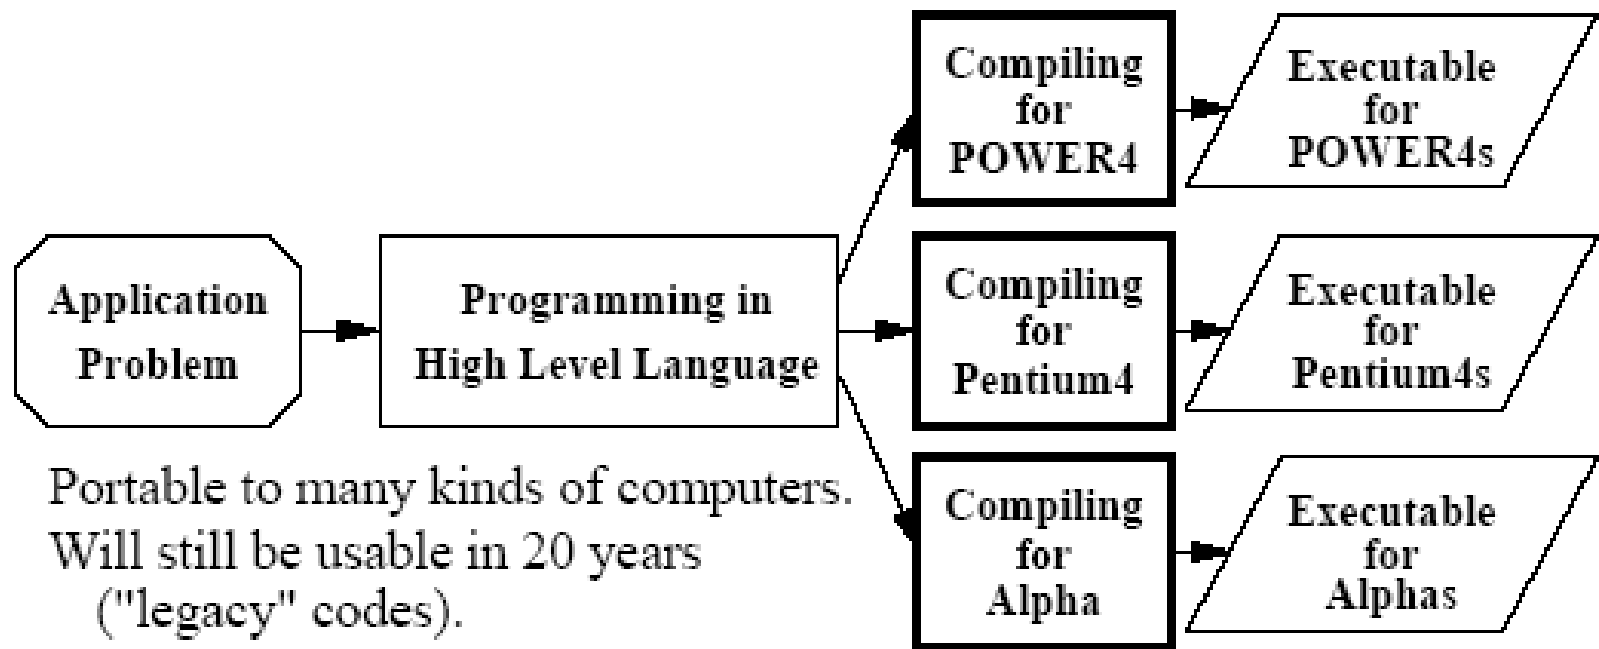 Application
Problem
Programming in
High Level Language
Compiling
for
POWER4
Executable
for
POWER4s
Compiling
for
Pentium4
Executable
for
Pentium4s
Compiling
for
Alpha
Executable
for
Alphas
Portable to many kinds of computers.
Will still be usable in 20 years
("legacy" codes).